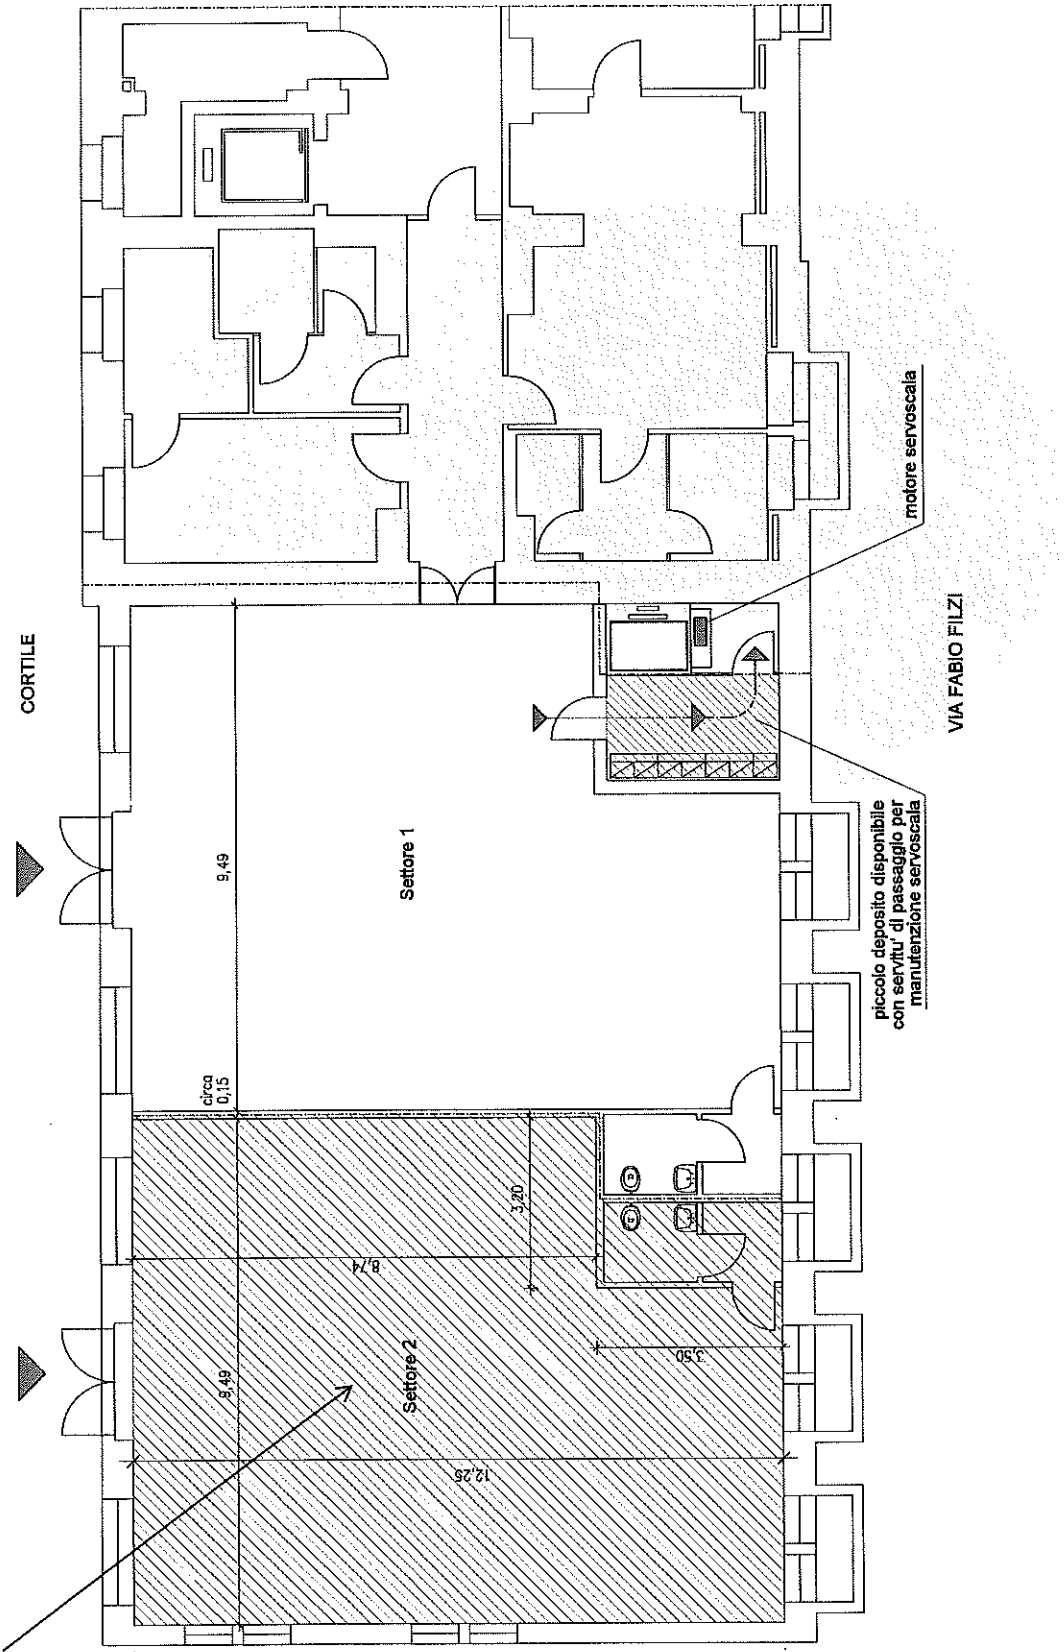 CORTILE
9,49
circa
0,15
9,49
Settore 1
Settore 2
8,74
3,20
12,25
3,50
motore servoscala
piccolo deposito disponibile
con servitu' di passaggio per
manutenzione servoscala
VIA FABIO FILZI